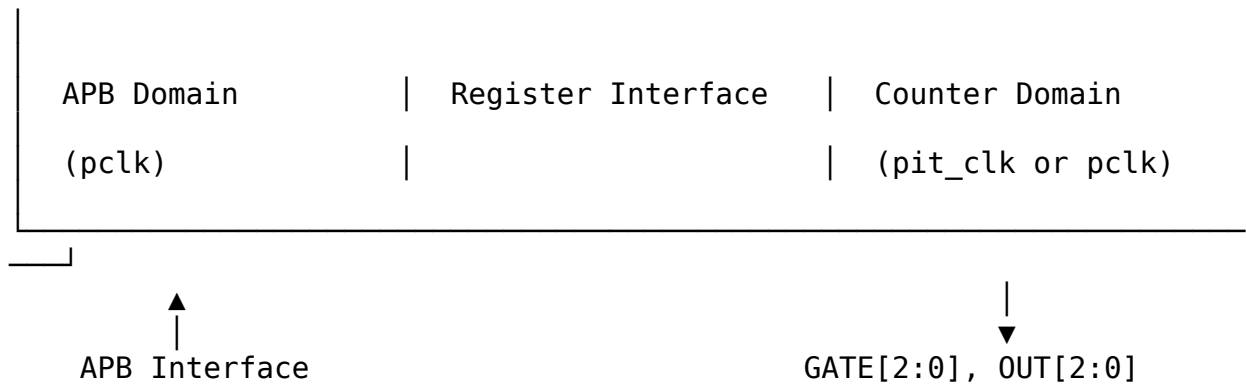 APB Domain │ Register Interface │ Counter Domain
(pclk) │ │ (pit_clk or pclk)
APB Interface GATE[2:0], OUT[2:0]